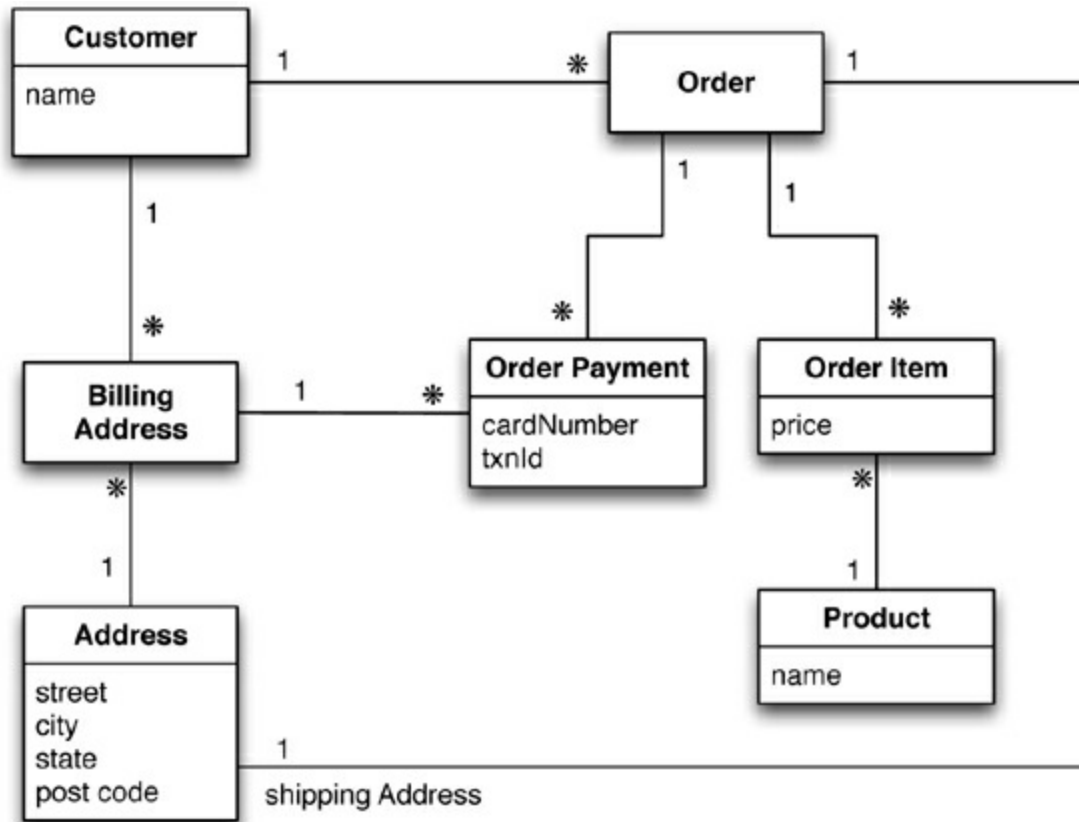 Customer
name
1
*
Order
1
1
1
1
*
*
*
Billing
Address
1
*
Order Payment
cardNumber
txnId
Order Item
price
*
*
1
1
Product
name
Address
street
city
state
post code
1
shipping Address